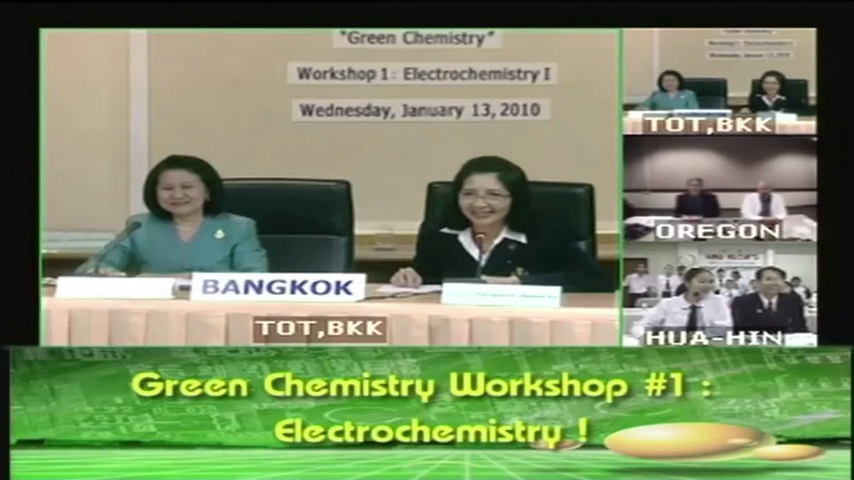 "Green Chemistry"
Workshop 1: Electrochemistry I
Wednesday, January 13, 2010
BANGKOK
TOT,BKK
TOT,BKK
OREGON
HUA-HIN
Green Chemistry Workshop #1 :
Electrochemistry !